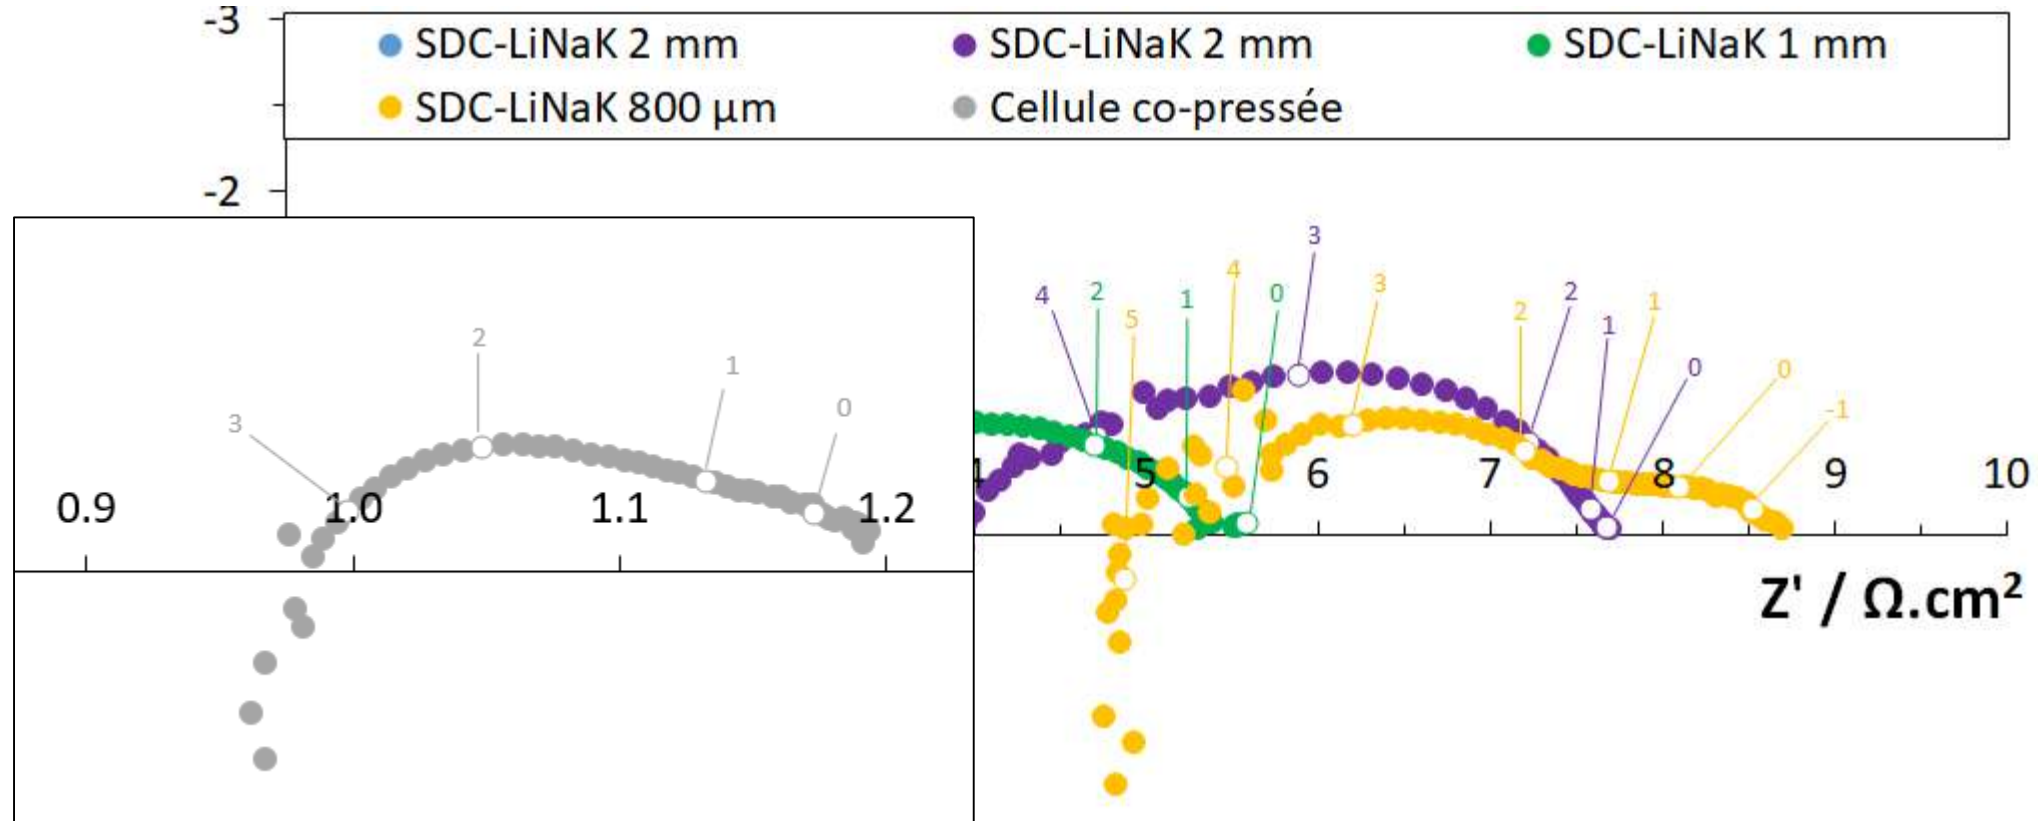 -3
SDC-LiNaK 2 mm SDC-LiNaK 2 mm SDC-LiNaK 1 mm
SDC-LiNaK 800 µm Cellule co-pressée
-2
3
4
4 2 1 0 3 2 1
5 2 1
2
1 0 0
0 -1
3
4 5 6 7 8 9 10
0.9 1.0 1.1 1.2
Z' / Ω.cm²